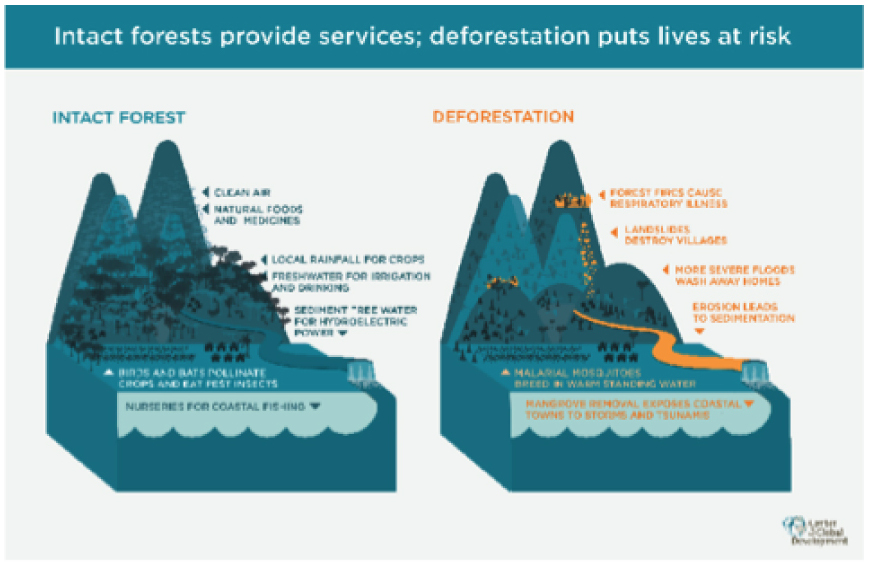 Intact forests provide services; deforestation puts lives at risk
INTACT FOREST
CLEAN AIR
NATURAL FOODS
AND MEDICINES
LOCAL RAINFALL FOR CROPS
FRESHWATER FOR IRRIGATION
AND DRINKING
SEDIMENT FREE WATER
FOR HYDROELECTRIC
POWER
BIRDS AND BATS POLLINATE
CROPS AND EAT PEST INSECTS
NURSERIES FOR COASTAL FISHING
DEFORESTATION
FOREST FIRES CAUSE
RESPIRATORY ILLNESS
LANDSLIDES
DESTROY VILLAGES
MORE SEVERE FLOODS
WASH AWAY HOMES
EROSION LEADS
TO SEDIMENTATION
MALARIAL MOSQUITOES
BREED IN WARM STANDING WATER
MANGROVE REMOVAL EXPOSES COASTAL
TOWNS TO STORMS AND TSUNAMIS
Center
Global
Development